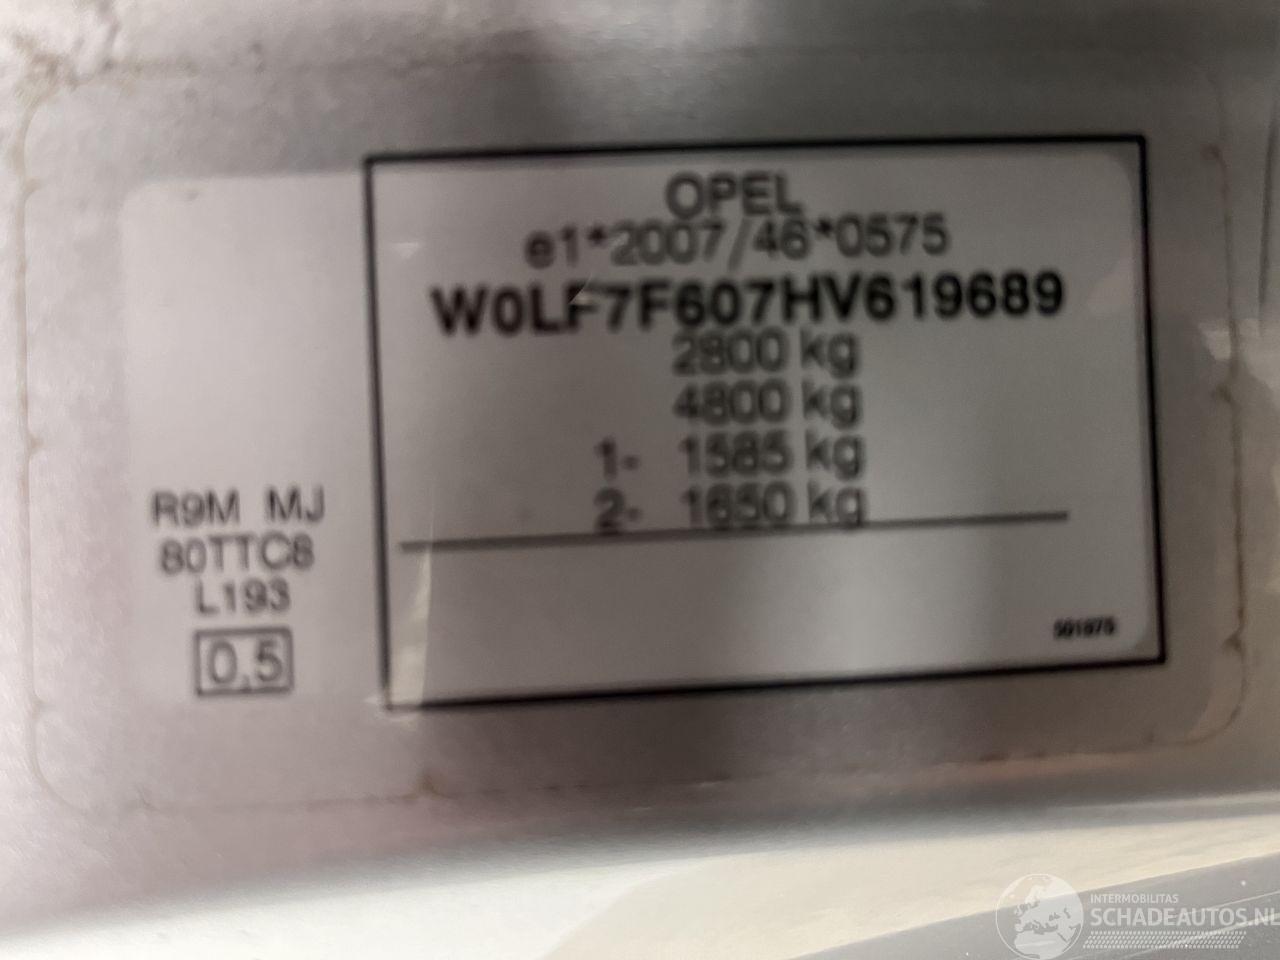 OPEL
e1*2007/46*0575
W0LF7F607HV619689
2800 kg
4800 kg
1- 1585 kg
2- 1650 kg
R9M MJ
80TTC8
L193
0,5
INTERMOBILITAS
SCHADEAUTOS.NL